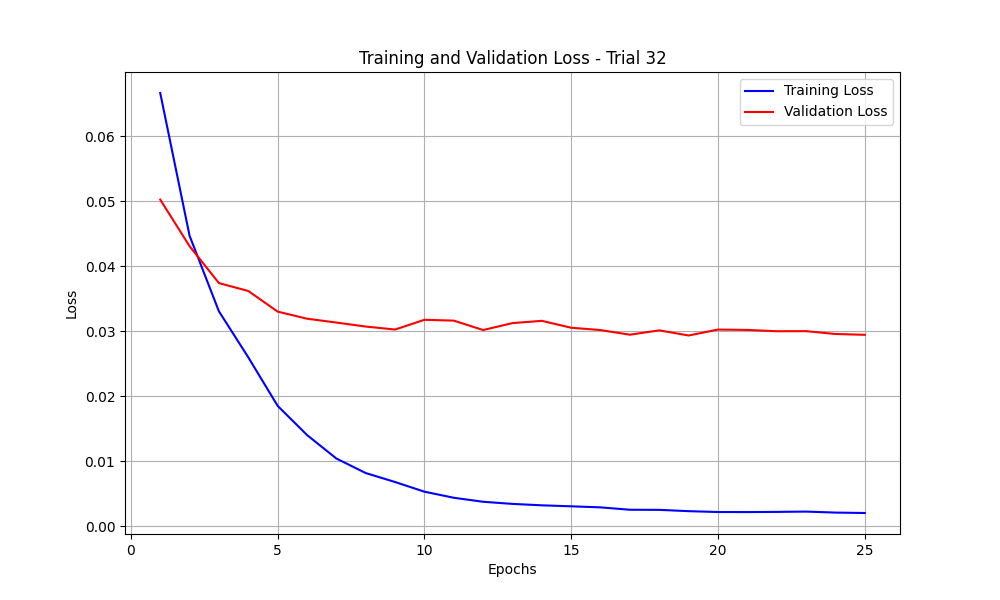 Training and Validation Loss - Trial 32
Training Loss
Validation Loss
Loss
0.06
0.05
0.04
0.03
0.02
0.01
0.00
0 5 10 15 20 25
Epochs